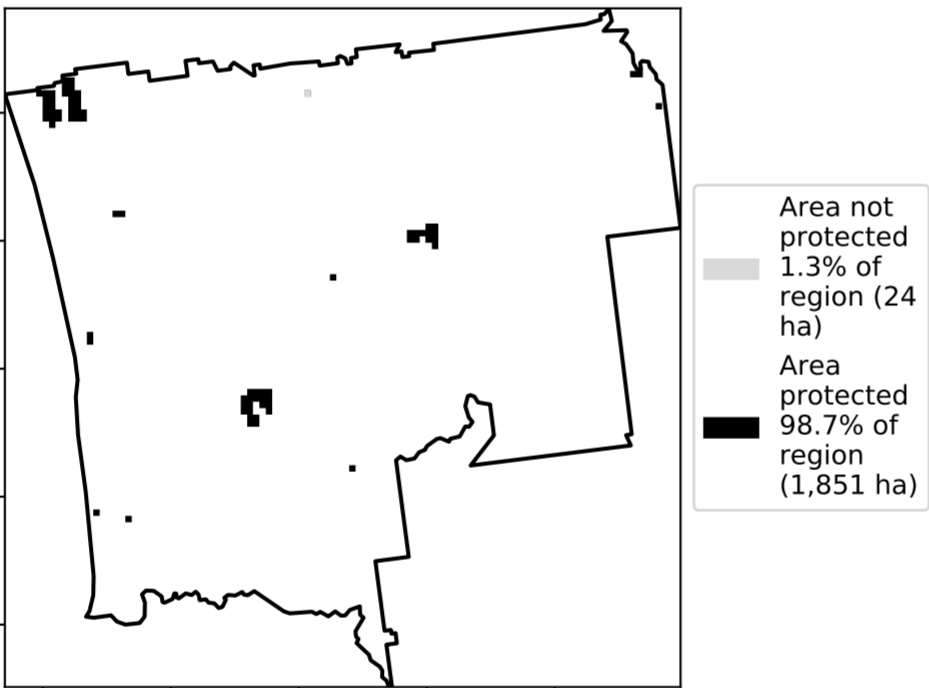 Area not
protected
1.3% of
region (24
ha)
Area
protected
98.7% of
region
(1,851 ha)